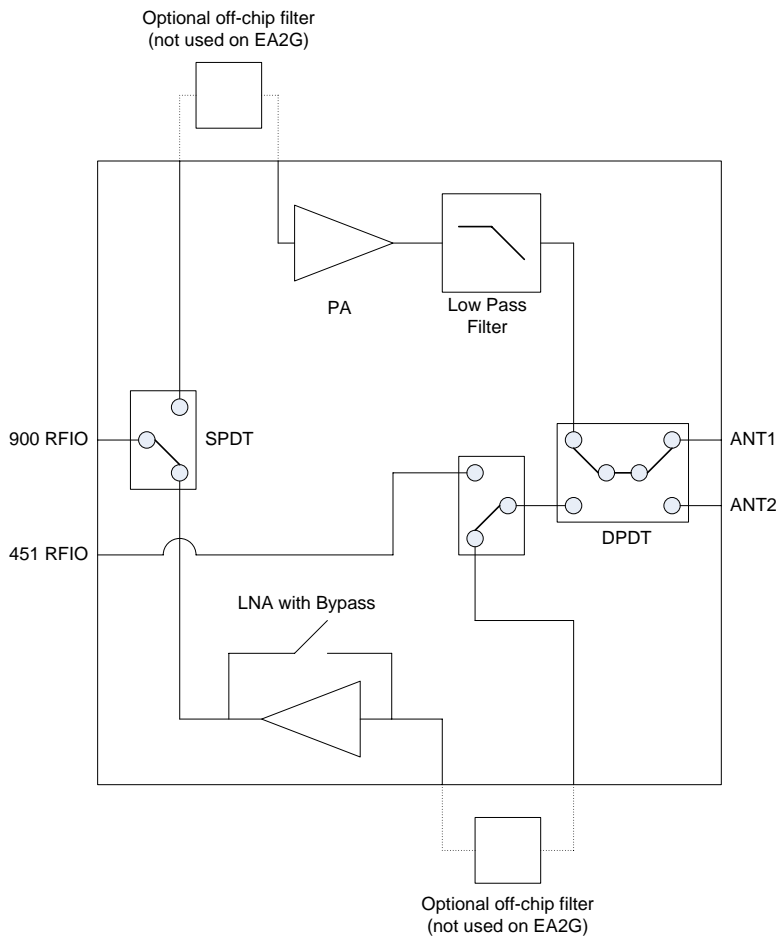 Optional off-chip filter
(not used on EA2G)
PA
Low Pass
Filter
900 RFIO
SPDT
ANT1
ANT2
DPDT
451 RFIO
LNA with Bypass
Optional off-chip filter
(not used on EA2G)